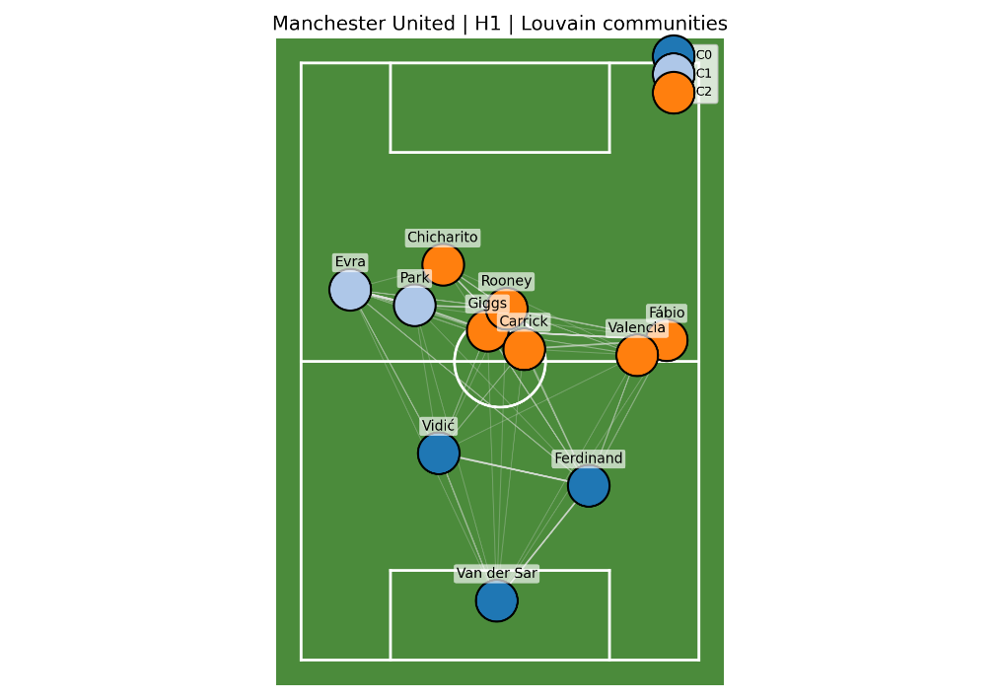 Manchester United | H1 | Louvain communities
C0
C1
C2
Chicharito
Evra
Park
Rooney
Giggs
Carrick
Fábio
Valencia
Vidić
Ferdinand
Van der Sar